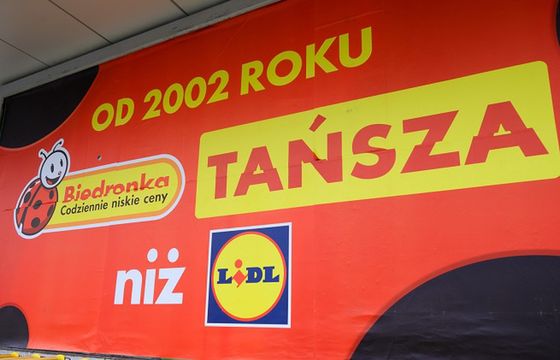 OD 2002 ROKU
TAŃSZA
Biedronka
Codziennie niskie ceny
niż
LiDL